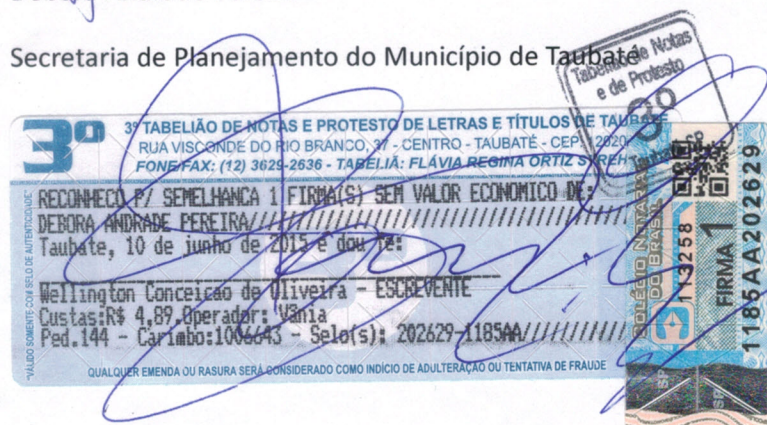 Secretaria de Planejamento do Município de Taubaté
Tabelião de Notas
e de Protesto
3º
3º TABELIÃO DE NOTAS E PROTESTO DE LETRAS E TÍTULOS DE TAUBATÉ
RUA VISCONDE DO RIO BRANCO, 37 - CENTRO - TAUBATÉ - CEP 12020
FONE/FAX: (12) 3629-2636 - TABELIÃ: FLÁVIA REGINA ORTIZ
RECONHECO P/ SEMELHANCA 1 FIRMA(S) SEM VALOR ECONOMICO DE:
DEBORA ANDRADE PEREIRA//////////////////////////////
Taubate, 10 de junho de 2015 e dou fe:
Wellington Conceicao de Oliveira - ESCREVENTE
Custas:R$ 4,89 Operador: Vânia
Ped.144 - Carimbo:1006643 - Selo(s): 202629-1185AA/////////
QUALQUER EMENDA OU RASURA SERÁ CONSIDERADO COMO INDÍCIO DE ADULTERAÇÃO OU TENTATIVA DE FRAUDE
*VÁLIDO SOMENTE COM SELO DE AUTENTICIDADE
COLÉGIO NOTARIAL
DO BRASIL
113258
FIRMA 1
1185AA202629